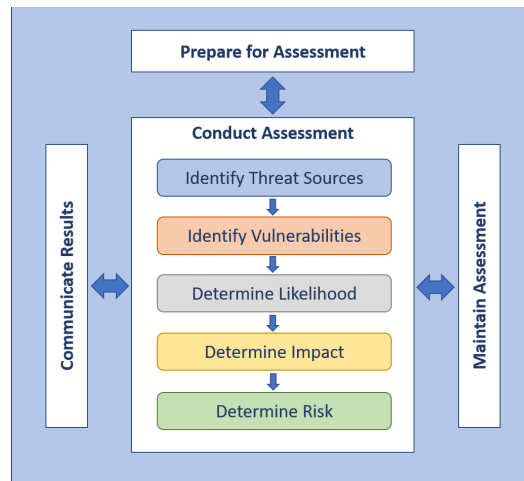 Prepare for Assessment
Conduct Assessment
Identify Threat Sources
Identify Vulnerabilities
Determine Likelihood
Determine Impact
Determine Risk
Communicate Results
Maintain Assessment